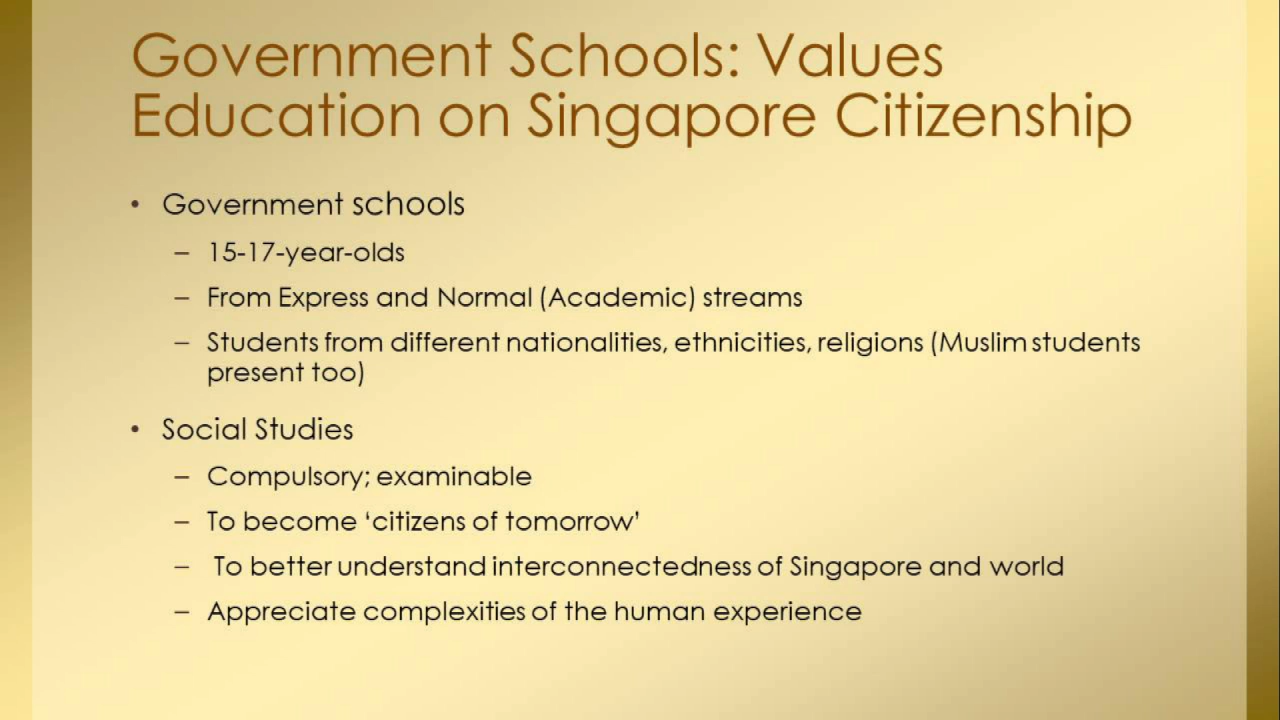 Government Schools: Values
Education on Singapore Citizenship
• Government schools
– 15-17-year-olds
– From Express and Normal (Academic) streams
– Students from different nationalities, ethnicities, religions (Muslim students
present too)
• Social Studies
– Compulsory; examinable
– To become ‘citizens of tomorrow’
– To better understand interconnectedness of Singapore and world
– Appreciate complexities of the human experience